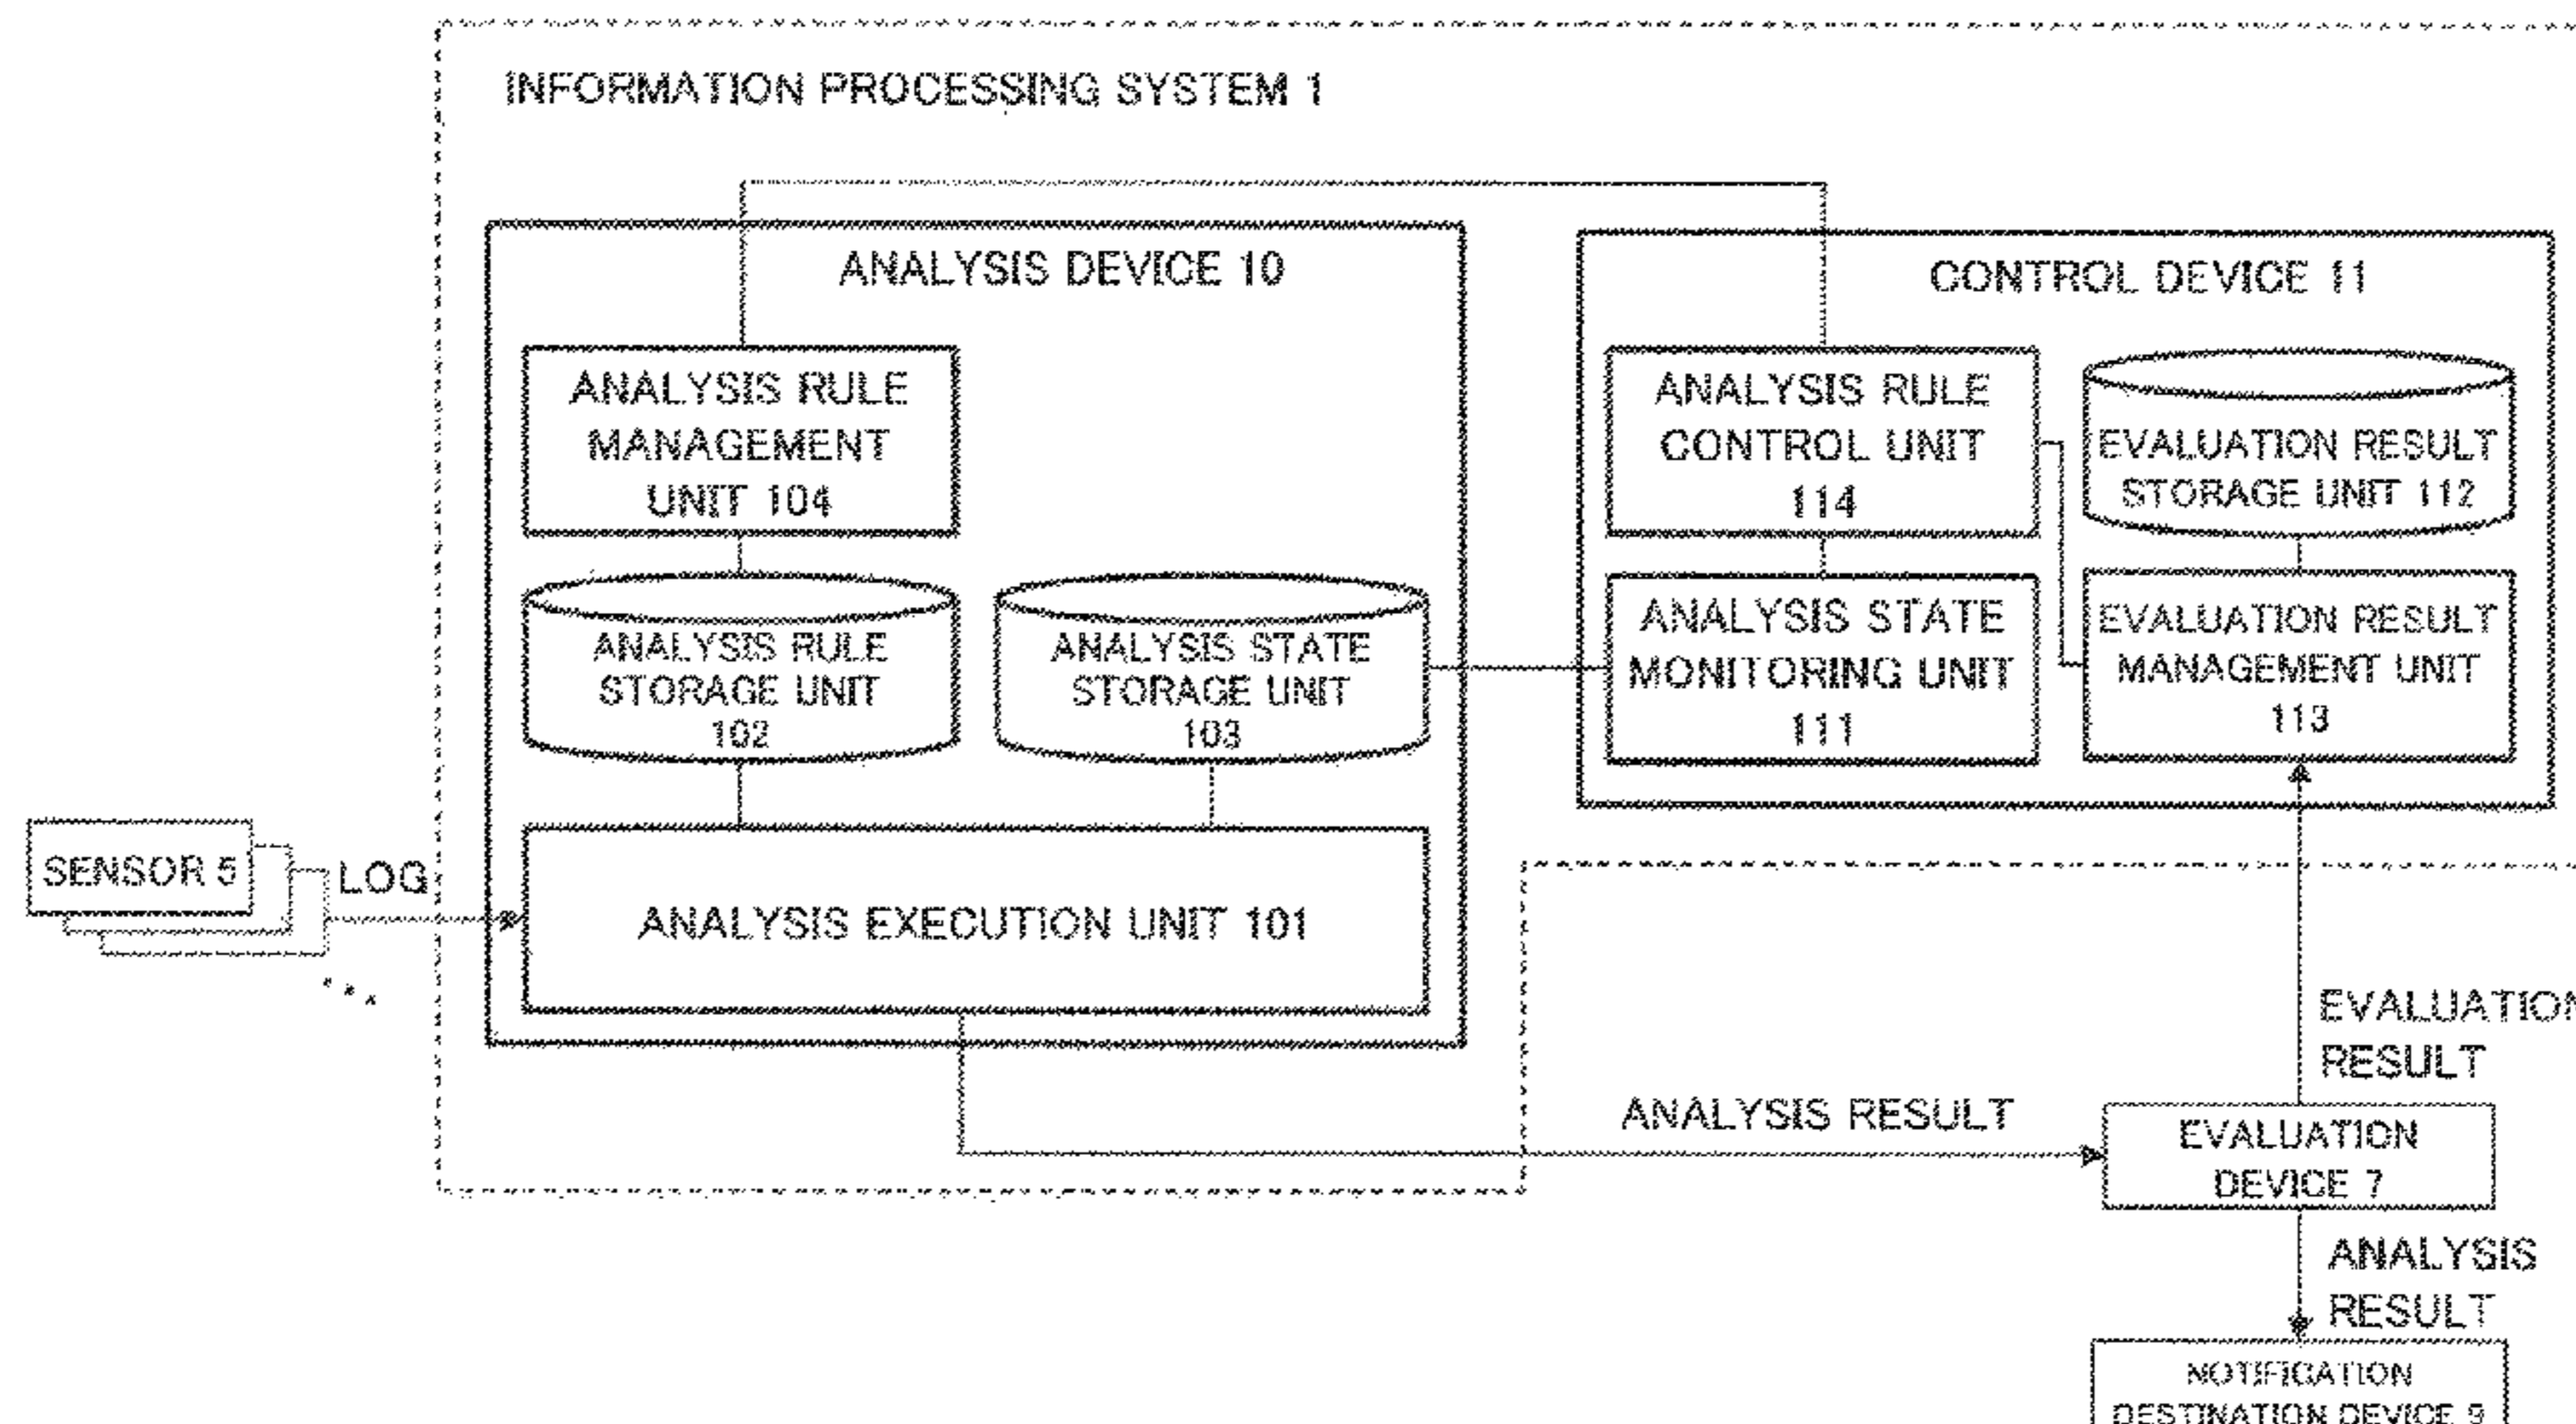 INFORMATION PROCESSING SYSTEM 1
ANALYSIS DEVICE 10
ANALYSIS RULE
MANAGEMENT
UNIT 104
ANALYSIS RULE
STORAGE UNIT
102
ANALYSIS STATE
STORAGE UNIT
103
ANALYSIS EXECUTION UNIT 101
CONTROL DEVICE 11
ANALYSIS RULE
CONTROL UNIT
114
EVALUATION RESULT
STORAGE UNIT 112
ANALYSIS STATE
MONITORING UNIT
111
EVALUATION RESULT
MANAGEMENT UNIT
113
SENSOR 5
LOG
EVALUATION
RESULT
ANALYSIS RESULT
EVALUATION
DEVICE 7
ANALYSIS
RESULT
NOTIFICATION
DESTINATION DEVICE 9